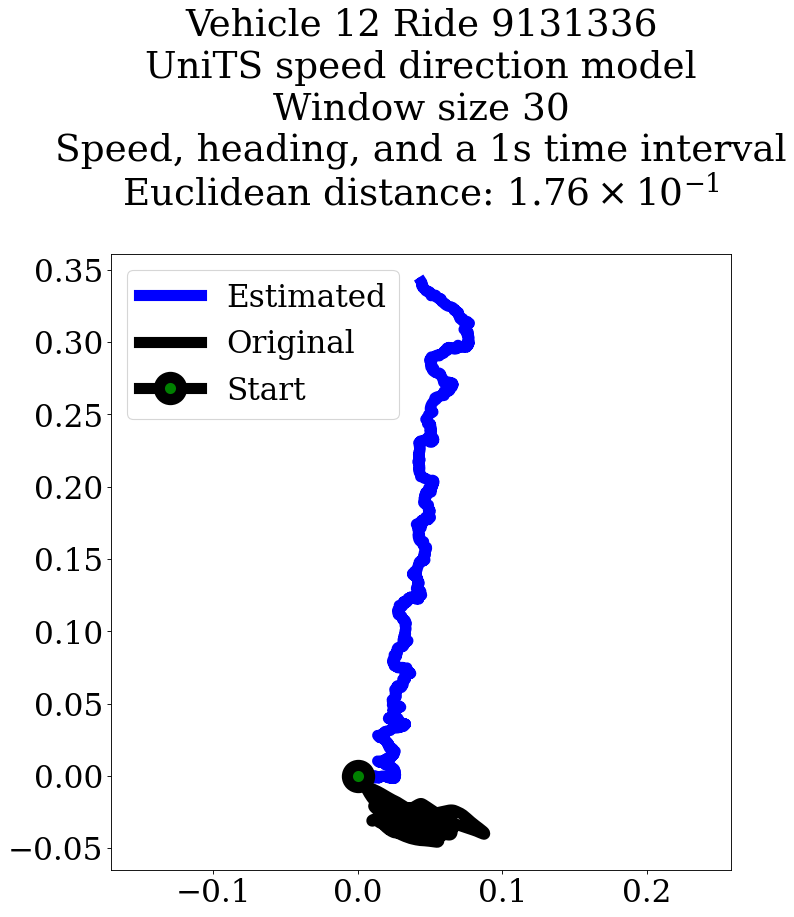 Vehicle 12 Ride 9131336
UniTS speed direction model
Window size 30
Speed, heading, and a 1s time interval
Euclidean distance: 1.76 × 10⁻¹
0.35
0.30
0.25
0.20
0.15
0.10
0.05
0.00
−0.05
Estimated
Original
Start
−0.1 0.0 0.1 0.2